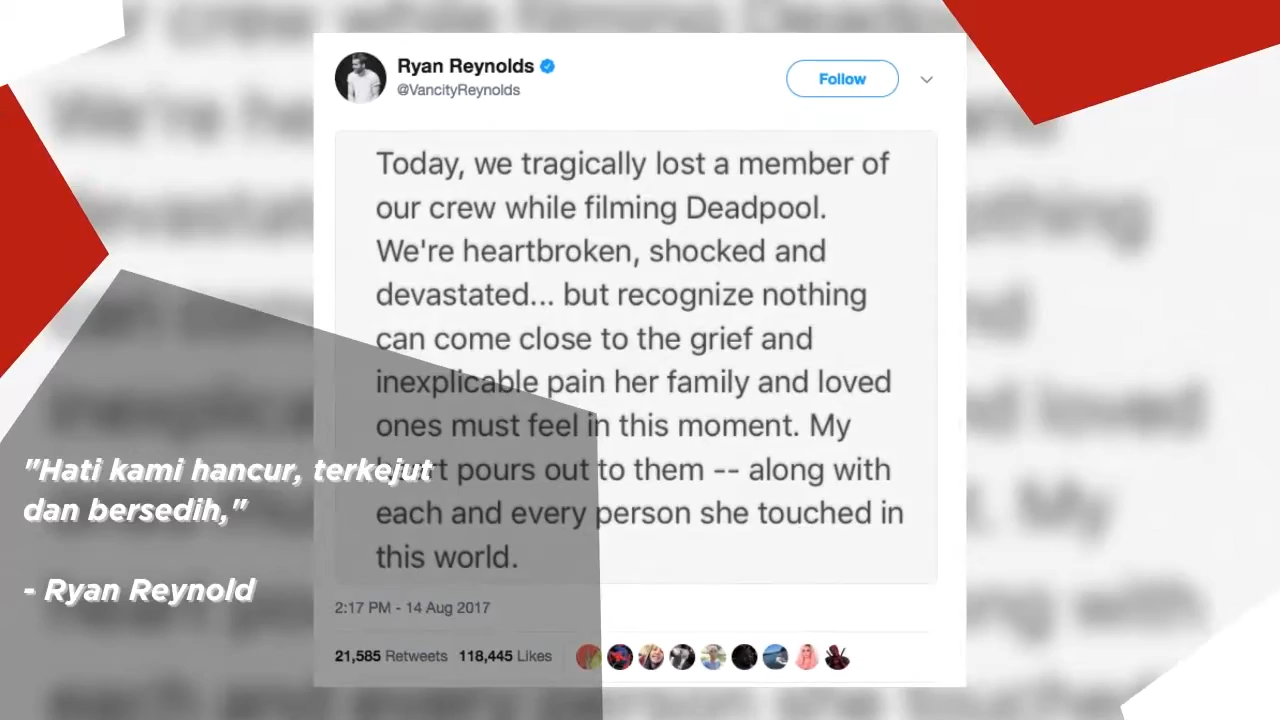 Ryan Reynolds
@VancityReynolds
Follow
Today, we tragically lost a member of
our crew while filming Deadpool.
We're heartbroken, shocked and
devastated... but recognize nothing
can come close to the grief and
inexplicable pain her family and loved
ones must feel in this moment. My
heart pours out to them -- along with
each and every person she touched in
this world.
2:17 PM - 14 Aug 2017
21,585 Retweets 118,445 Likes
"Hati kami hancur, terkejut
dan bersedih,"
- Ryan Reynold